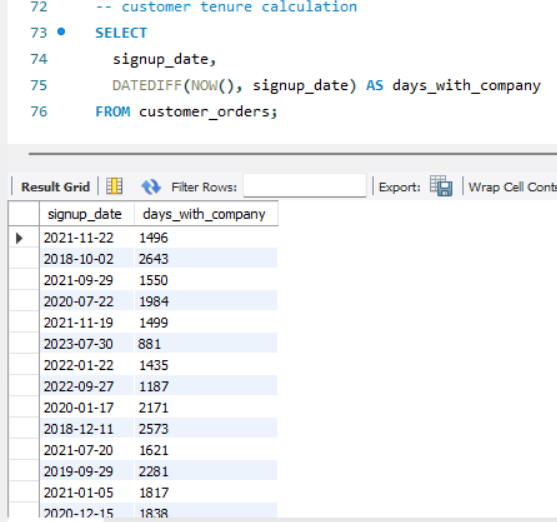 72 -- customer tenure calculation
73 SELECT
74 signup_date,
75 DATEDIFF(NOW(), signup_date) AS days_with_company
76 FROM customer_orders;
Result Grid Filter Rows: Export: Wrap Cell Conte
signup_date days_with_company
2021-11-22 1496
2018-10-02 2643
2021-09-29 1550
2020-07-22 1984
2021-11-19 1499
2023-07-30 881
2022-01-22 1435
2022-09-27 1187
2020-01-17 2171
2018-12-11 2573
2021-07-20 1621
2019-09-29 2281
2021-01-05 1817
2020-12-15 1838